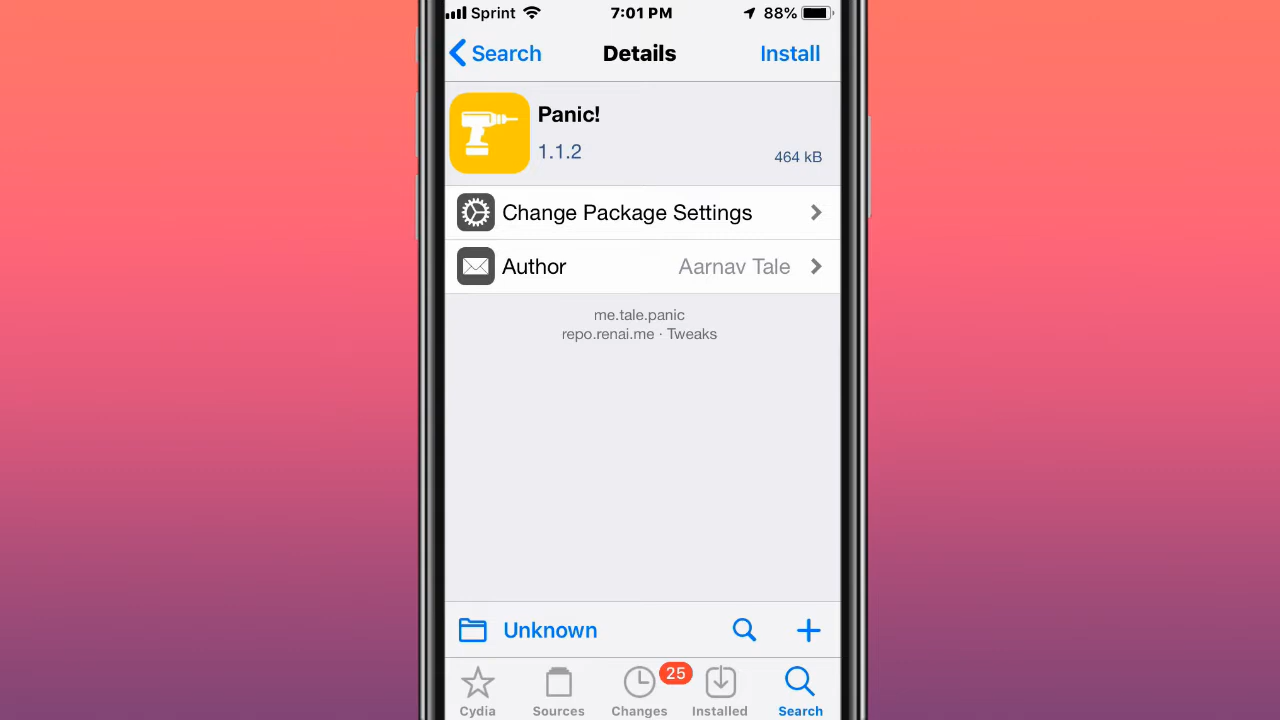 Sprint 7:01 PM 88%
Search Details Install
Panic!
1.1.2 464 kB
Change Package Settings
Author Aarnav Tale
me.tale.panic
repo.renai.me · Tweaks
Unknown
25
Cydia Sources Changes Installed Search